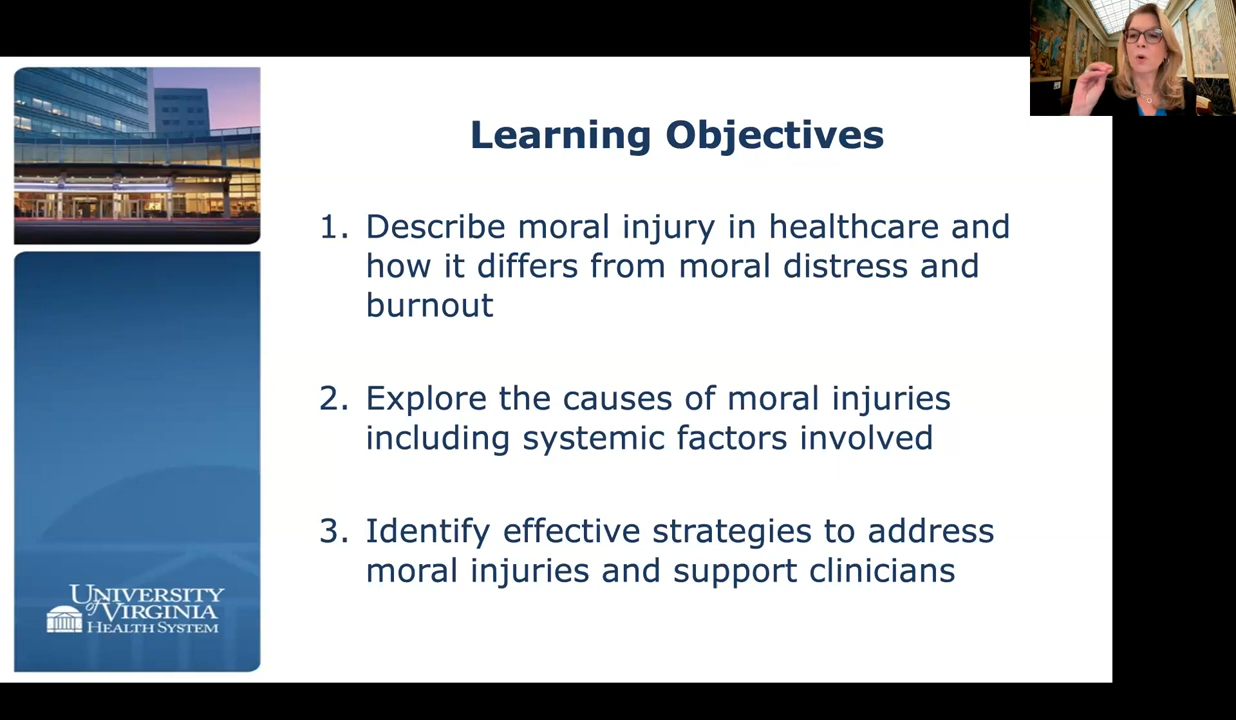 Learning Objectives
1. Describe moral injury in healthcare and
how it differs from moral distress and
burnout
2. Explore the causes of moral injuries
including systemic factors involved
3. Identify effective strategies to address
moral injuries and support clinicians
UNIVERSITY
of VIRGINIA
HEALTH SYSTEM